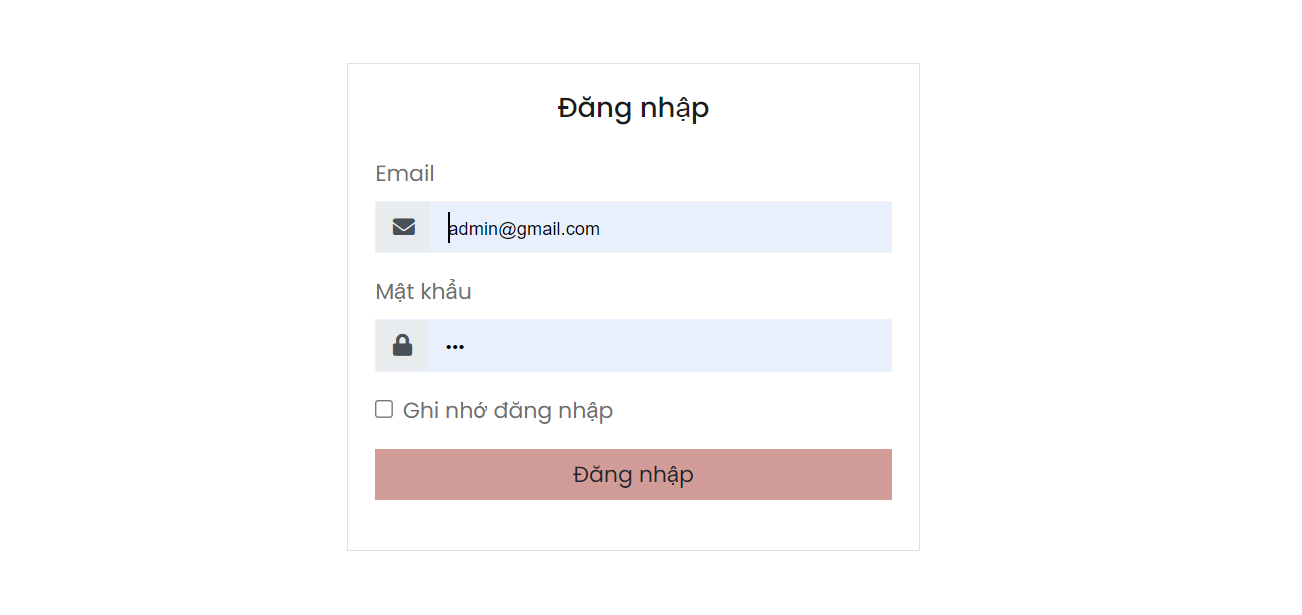 Đăng nhập
Email
admin@gmail.com
Mật khẩu
•••
Ghi nhớ đăng nhập
Đăng nhập